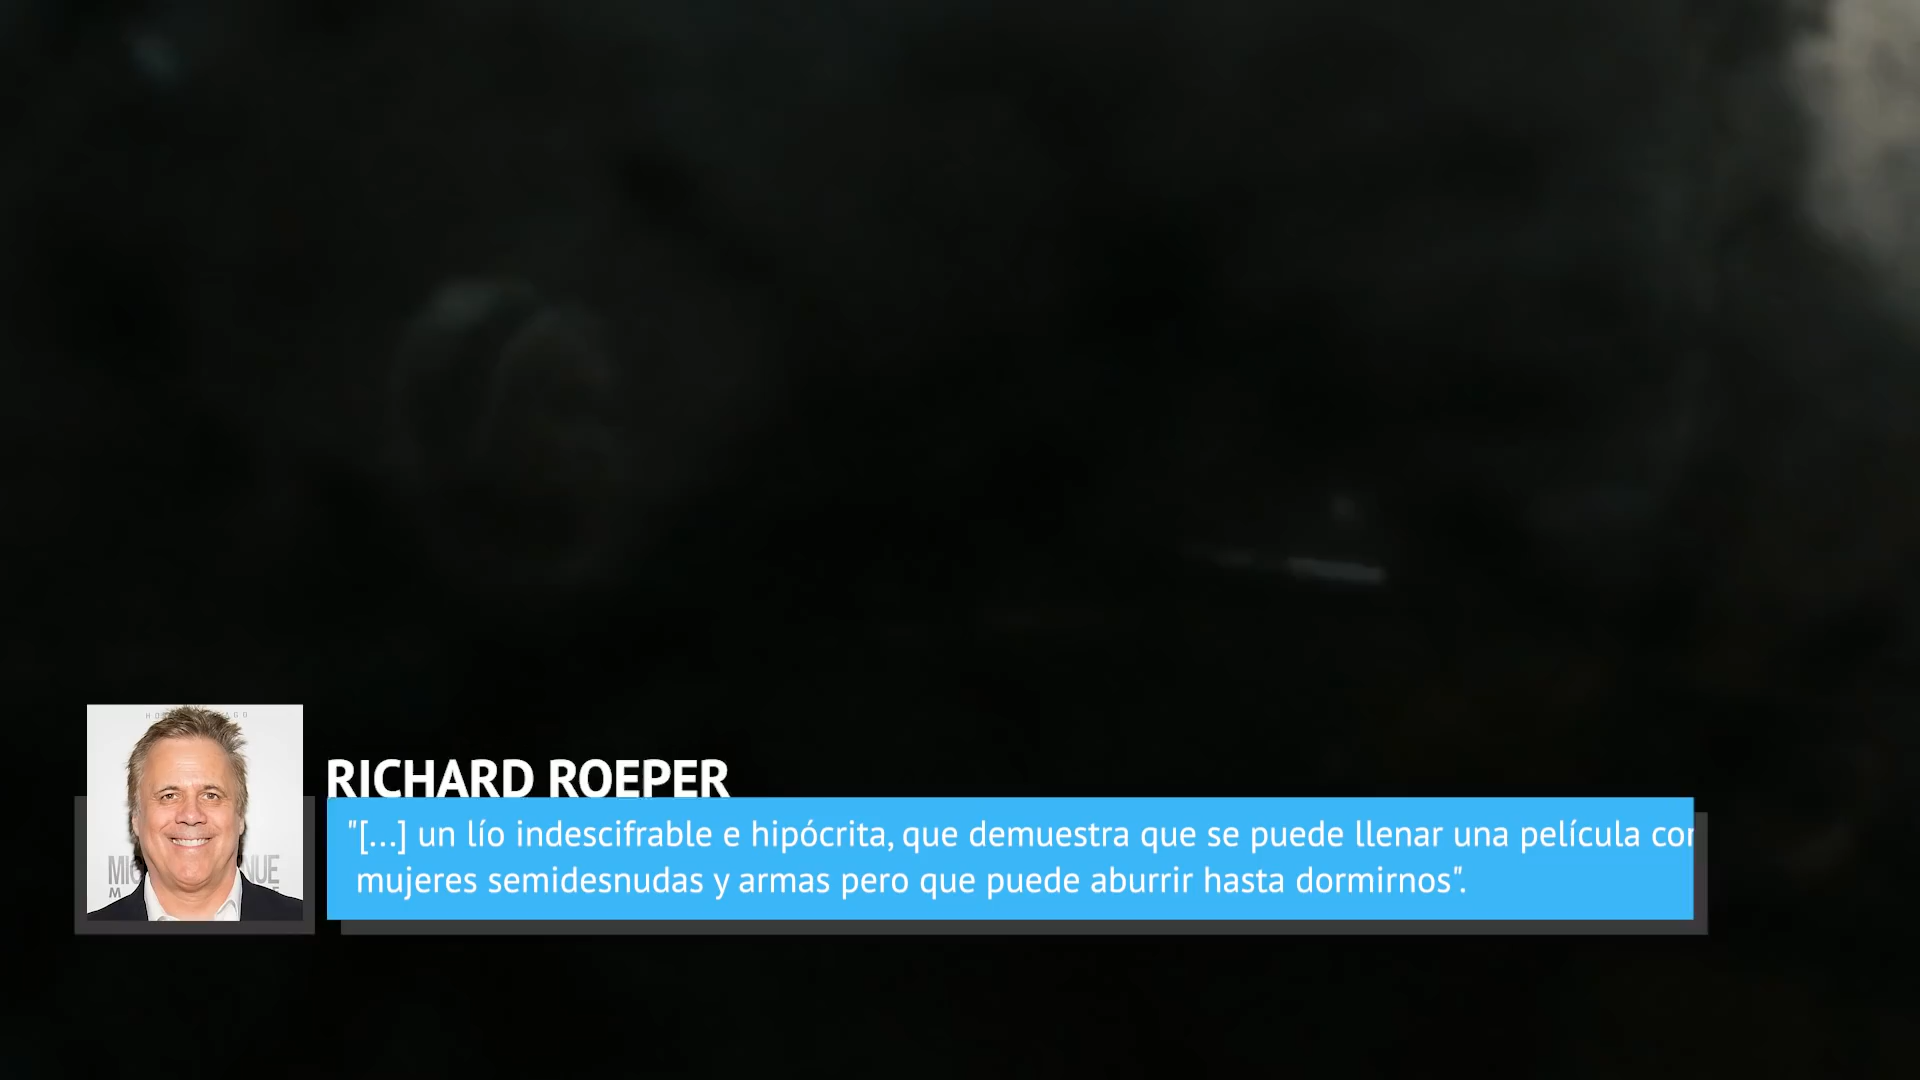 RICHARD ROEPER
"[...] un lío indescifrable e hipócrita, que demuestra que se puede llenar una película con
mujeres semidesnudas y armas pero que puede aburrir hasta dormirnos".